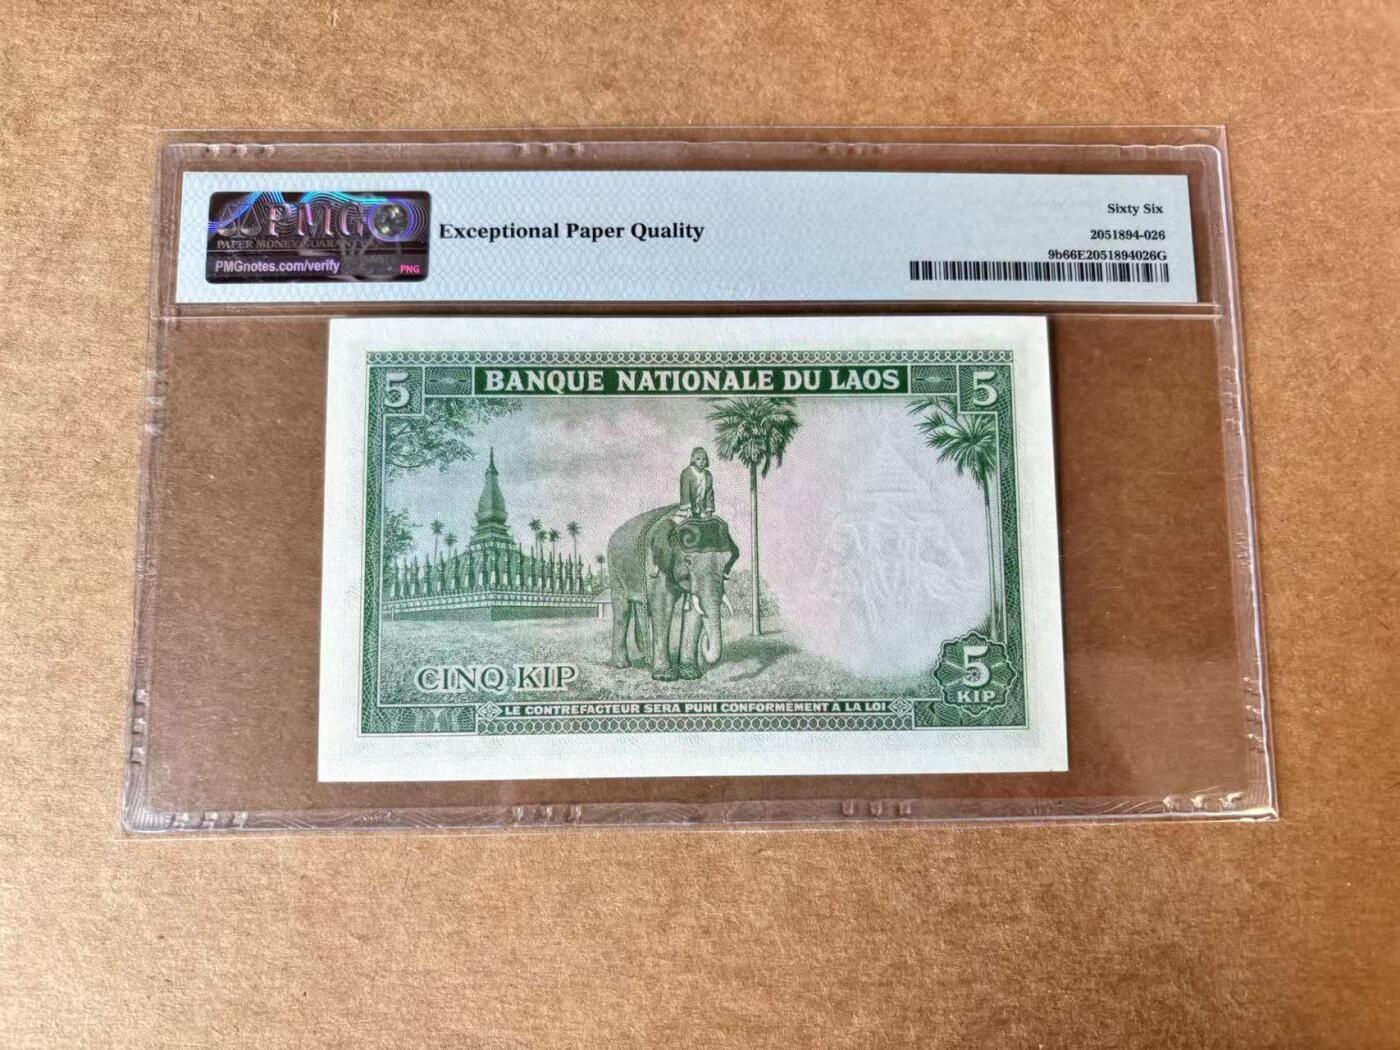 PMG
PAPER MONEY GUARANTY
PMGnotes.com/verify
PNG
Exceptional Paper Quality
Sixty Six
2051894-026
9b66E2051894026G
5 BANQUE NATIONALE DU LAOS 5
CINQ KIP
5
KIP
LE CONTREFACTEUR SERA PUNI CONFORMÉMENT A LA LOI